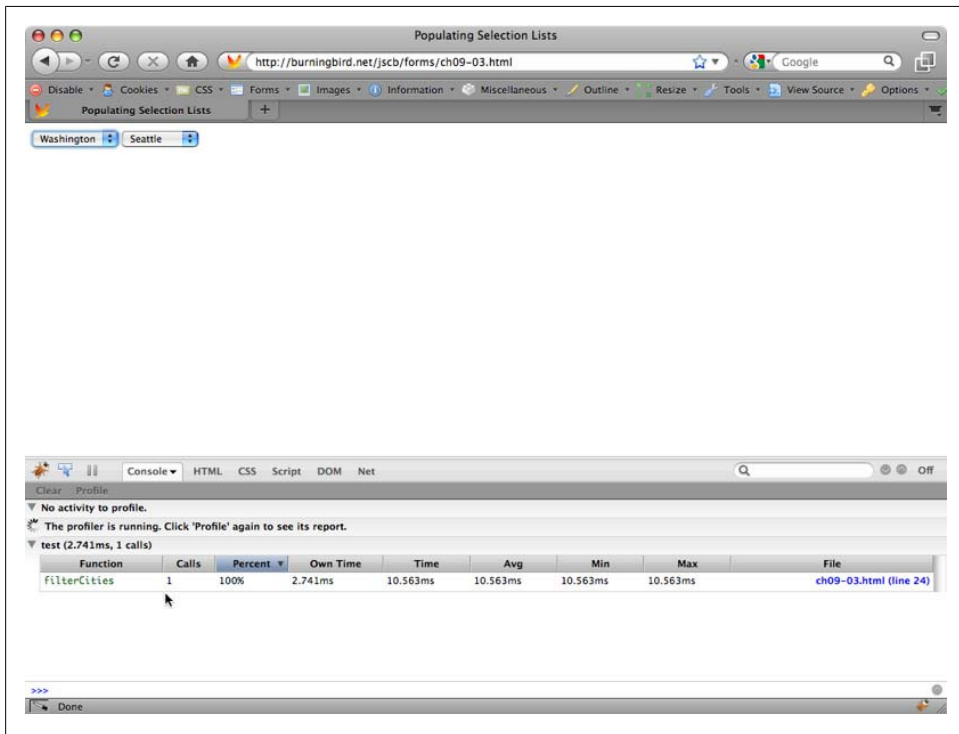 Populating Selection Lists
http://burningbird.net/jscb/forms/ch09-03.html Google
Disable Cookies CSS Forms Images Information Miscellaneous Outline Resize Tools View Source Options
Populating Selection Lists +
Washington Seattle
Console HTML CSS Script DOM Net Off
Clear Profile
No activity to profile.
The profiler is running. Click 'Profile' again to see its report.
test (2.741ms, 1 calls)
Function Calls Percent Own Time Time Avg Min Max File
filterCities 1 100% 2.741ms 10.563ms 10.563ms 10.563ms 10.563ms ch09-03.html (line 24)
>>>
Done